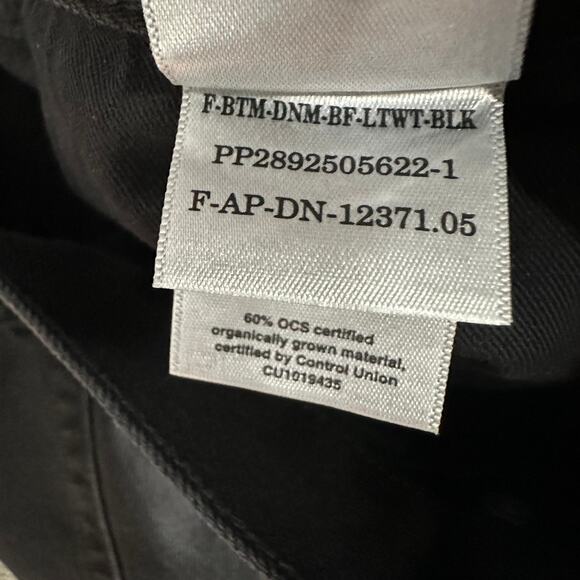 F-BTM-DNM-BF-LTWT-BLK
PP2892505622-1
F-AP-DN-12371.05
60% OCS certified
organically grown material,
certified by Control Union
CU1019435